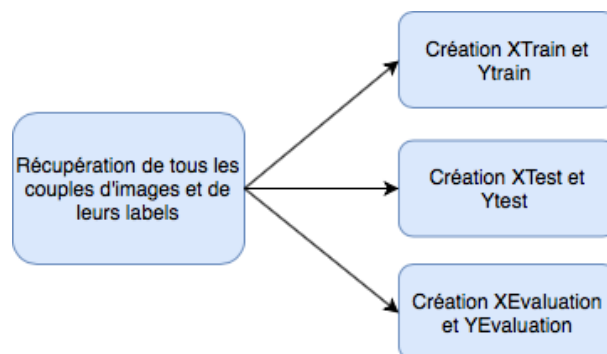 Création XTrain et
Ytrain
Récupération de tous les
couples d'images et de
leurs labels
Création XTest et
Ytest
Création XEvaluation
et YEvaluation